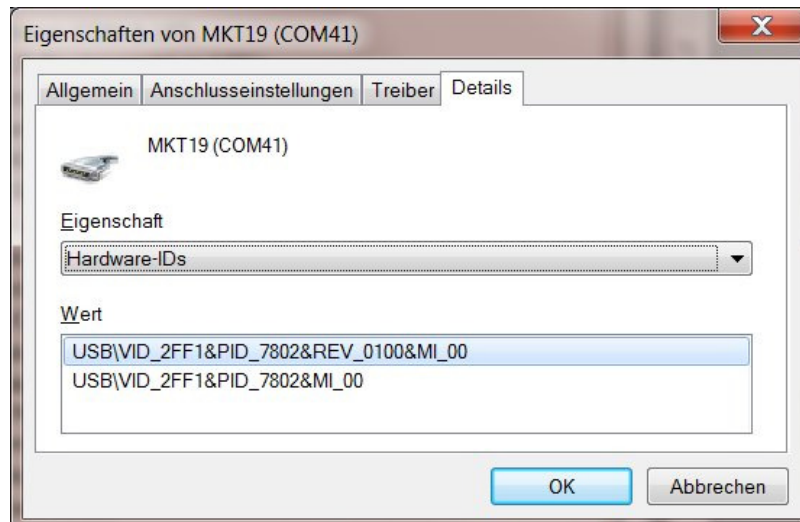 Eigenschaften von MKT19 (COM41)
Allgemein Anschlusseinstellungen Treiber Details
MKT19 (COM41)
Eigenschaft
Hardware-IDs
Wert
USB\VID_2FF1&PID_7802&REV_0100&MI_00
USB\VID_2FF1&PID_7802&MI_00
OK Abbrechen